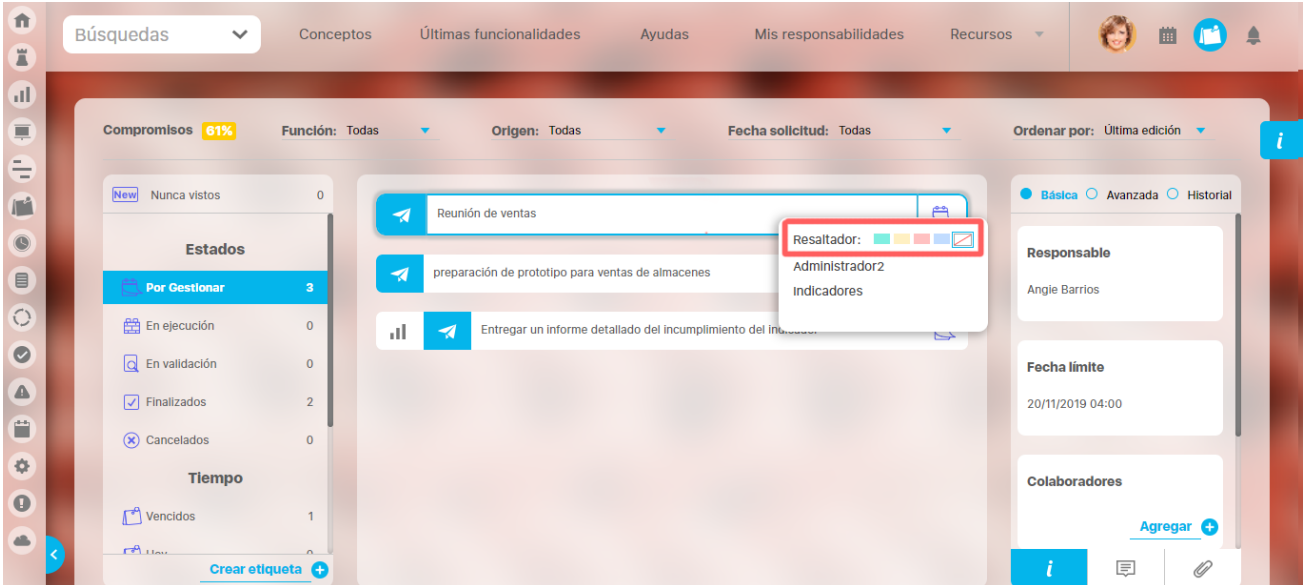 Búsquedas
Conceptos
Últimas funcionalidades
Ayudas
Mis responsabilidades
Recursos
Compromisos 61%
Función: Todas
Origen: Todas
Fecha solicitud: Todas
Ordenar por: Última edición
i
New Nunca vistos 0
Estados
Por Gestionar 3
En ejecución 0
En validación 0
Finalizados 2
Cancelados 0
Tiempo
Vencidos 1
Crear etiqueta
Reunión de ventas
preparación de prototipo para ventas de almacenes
Entregar un informe detallado del incumplimiento del
Resaltador:
Administrador2
Indicadores
Básica Avanzada Historial
Responsable
Angie Barrios
Fecha límite
20/11/2019 04:00
Colaboradores
Agregar
i